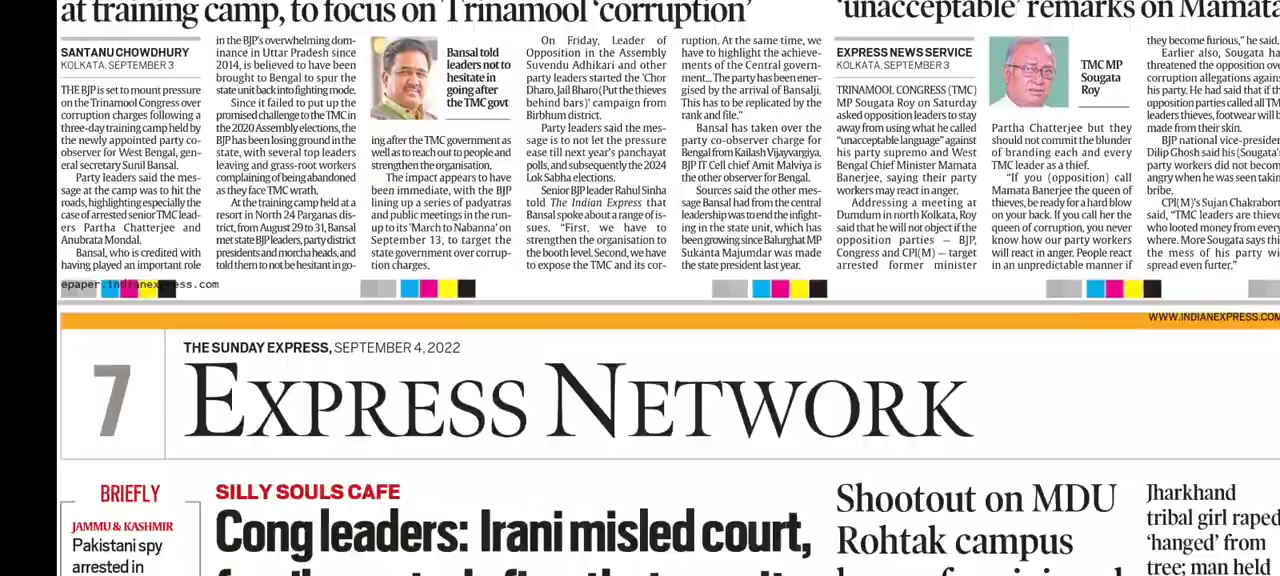 at training camp, to focus on Trinamool ‘corruption’
SANTANU CHOWDHURY
KOLKATA, SEPTEMBER 3
THE BJP is set to mount pressure
on the Trinamool Congress over
corruption charges following a
three-day training camp held by
the newly appointed party co-
observer for West Bengal, gen-
eral secretary Sunil Bansal.
Party leaders said the mes-
sage at the camp was to hit the
roads, highlighting especially the
case of arrested senior TMC lead-
ers Partha Chatterjee and
Anubrata Mondal.
Bansal, who is credited with
having played an important role
in the BJP's overwhelming dom-
inance in Uttar Pradesh since
2014, is believed to have been
brought to Bengal to spur the
state unit back into fighting mode.
Since it failed to put up the
promised challenge to the TMC in
the 2020 Assembly elections, the
BJP has been losing ground in the
state, with several top leaders
leaving and grass-root workers
complaining of being abandoned
as they face TMC wrath.
At the training camp held at a
resort in North 24 Parganas dis-
trict, from August 29 to 31, Bansal
met state BJP leaders, party district
presidents and morcha heads, and
told them to not be hesitant in go-
Bansal told
leaders not to
hesitate in
going after
the TMC govt
ing after the TMC government as
well as to reach out to people and
strengthen the organisation.
The impact appears to have
been immediate, with the BJP
lining up a series of padyatras
and public meetings in the run-
up to its 'March to Nabanna' on
September 13, to target the
state government over corrup-
tion charges.
On Friday, Leader of
Opposition in the Assembly
Suvendu Adhikari and other
party leaders started the 'Chor
Dharo, Jail Bharo (Put the thieves
behind bars)' campaign from
Birbhum district.
Party leaders said the mes-
sage is to not let the pressure
ease till next year's panchayat
polls, and subsequently the 2024
Lok Sabha elections.
Senior BJP leader Rahul Sinha
told The Indian Express that
Bansal spoke about a range of is-
sues. "First, we have to
strengthen the organisation to
the booth level. Second, we have
to expose the TMC and its cor-
ruption. At the same time, we
have to highlight the achieve-
ments of the Central govern-
ment... The party has been ener-
gised by the arrival of Bansalji.
This has to be replicated by the
rank and file."
Bansal has taken over the
party co-observer charge for
Bengal from Kailash Vijayvargiya,
BJP IT Cell chief Amit Malviya is
the other observer for Bengal.
Sources said the other mes-
sage Bansal had from the central
leadership was to end the infight-
ing in the state unit, which has
been growing since Balurghat MP
Sukanta Majumdar was made
the state president last year.
‘unacceptable’ remarks on Mamata
EXPRESS NEWS SERVICE
KOLKATA, SEPTEMBER 3
TRINAMOOL CONGRESS (TMC)
MP Sougata Roy on Saturday
asked opposition leaders to stay
away from using what he called
"unacceptable language" against
his party supremo and West
Bengal Chief Minister Mamata
Banerjee, saying their party
workers may react in anger.
Addressing a meeting at
Dumdum in north Kolkata, Roy
said that he will not object if the
opposition parties — BJP,
Congress and CPI(M) — target
arrested former minister
TMC MP
Sougata
Roy
Partha Chatterjee but they
should not commit the blunder
of branding each and every
TMC leader as a thief.
"If you (opposition) call
Mamata Banerjee the queen of
thieves, be ready for a hard blow
on your back. If you call her the
queen of corruption, you never
know how our party workers
will react in anger. People react
in an unpredictable manner if
they become furious," he said.
Earlier also, Sougata ha
threatened the opposition ove
corruption allegations again
his party. He had said that if th
opposition parties called all TM
leaders thieves, footwear will b
made from their skin.
BJP national vice-presider
Dilip Ghosh said his (Sougata's
party workers did not becom
angry when he was seen takin
bribe.
CPI(M)'s Sujan Chakrabort
said, "TMC leaders are thieve
who looted money from every
where. More Sougata says thi
the mess of his party wi
spread even further."
epaper.indianexpress.com
WWW.INDIANEXPRESS.COM
7
THE SUNDAY EXPRESS, SEPTEMBER 4, 2022
EXPRESS NETWORK
BRIEFLY
JAMMU & KASHMIR
Pakistani spy
arrested in
SILLY SOULS CAFE
Cong leaders: Irani misled court,
Shootout on MDU
Rohtak campus
Jharkhand
tribal girl raped
‘hanged’ from
tree; man held